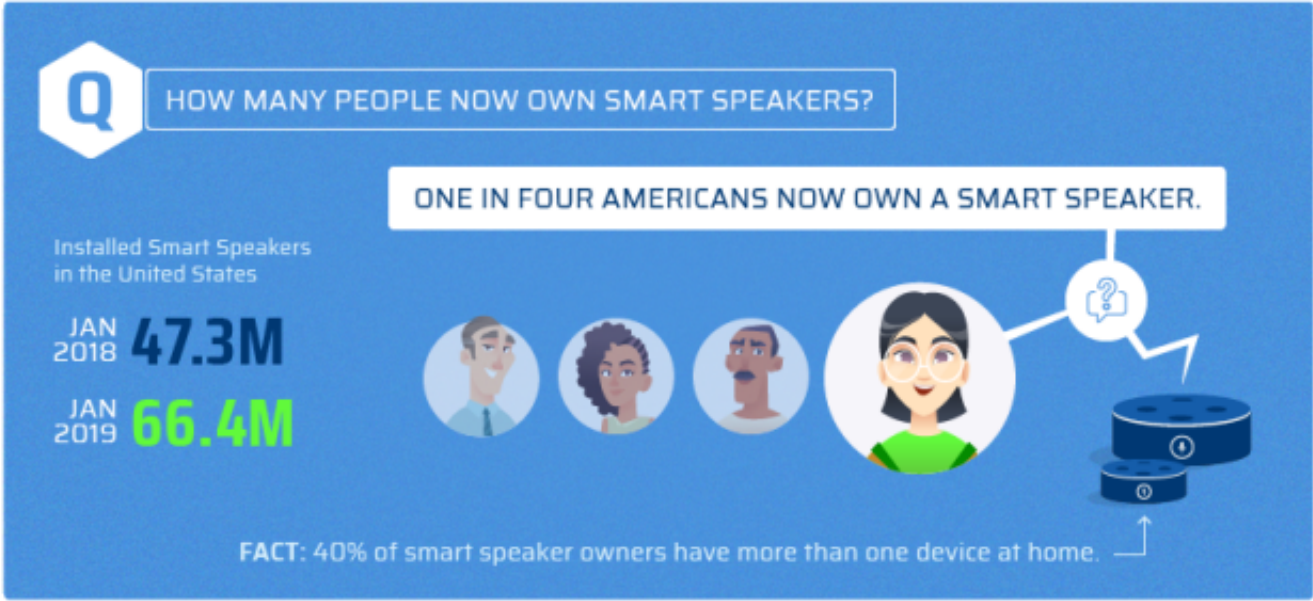 Q
HOW MANY PEOPLE NOW OWN SMART SPEAKERS?
ONE IN FOUR AMERICANS NOW OWN A SMART SPEAKER.
Installed Smart Speakers
in the United States
JAN
2018 47.3M
JAN
2019 66.4M
?
FACT: 40% of smart speaker owners have more than one device at home.